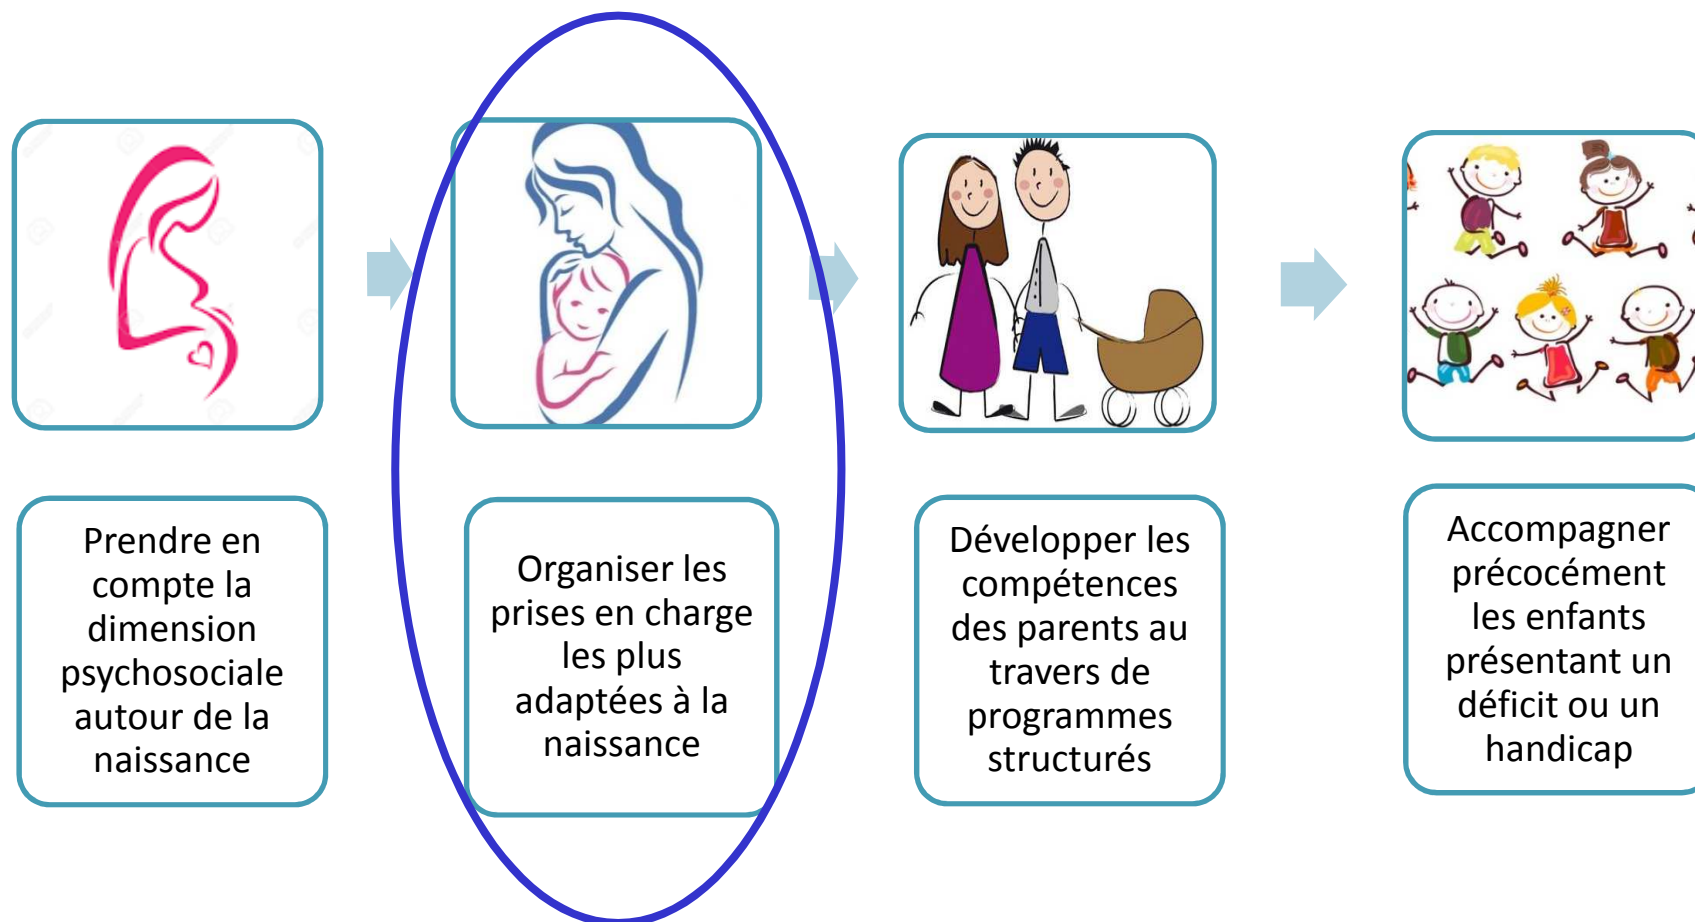 Prendre en
compte la
dimension
psychosociale
autour de la
naissance
Organiser les
prises en charge
les plus
adaptées à la
naissance
Développer les
compétences
des parents au
travers de
programmes
structurés
Accompagner
précocément
les enfants
présentant un
déficit ou un
handicap